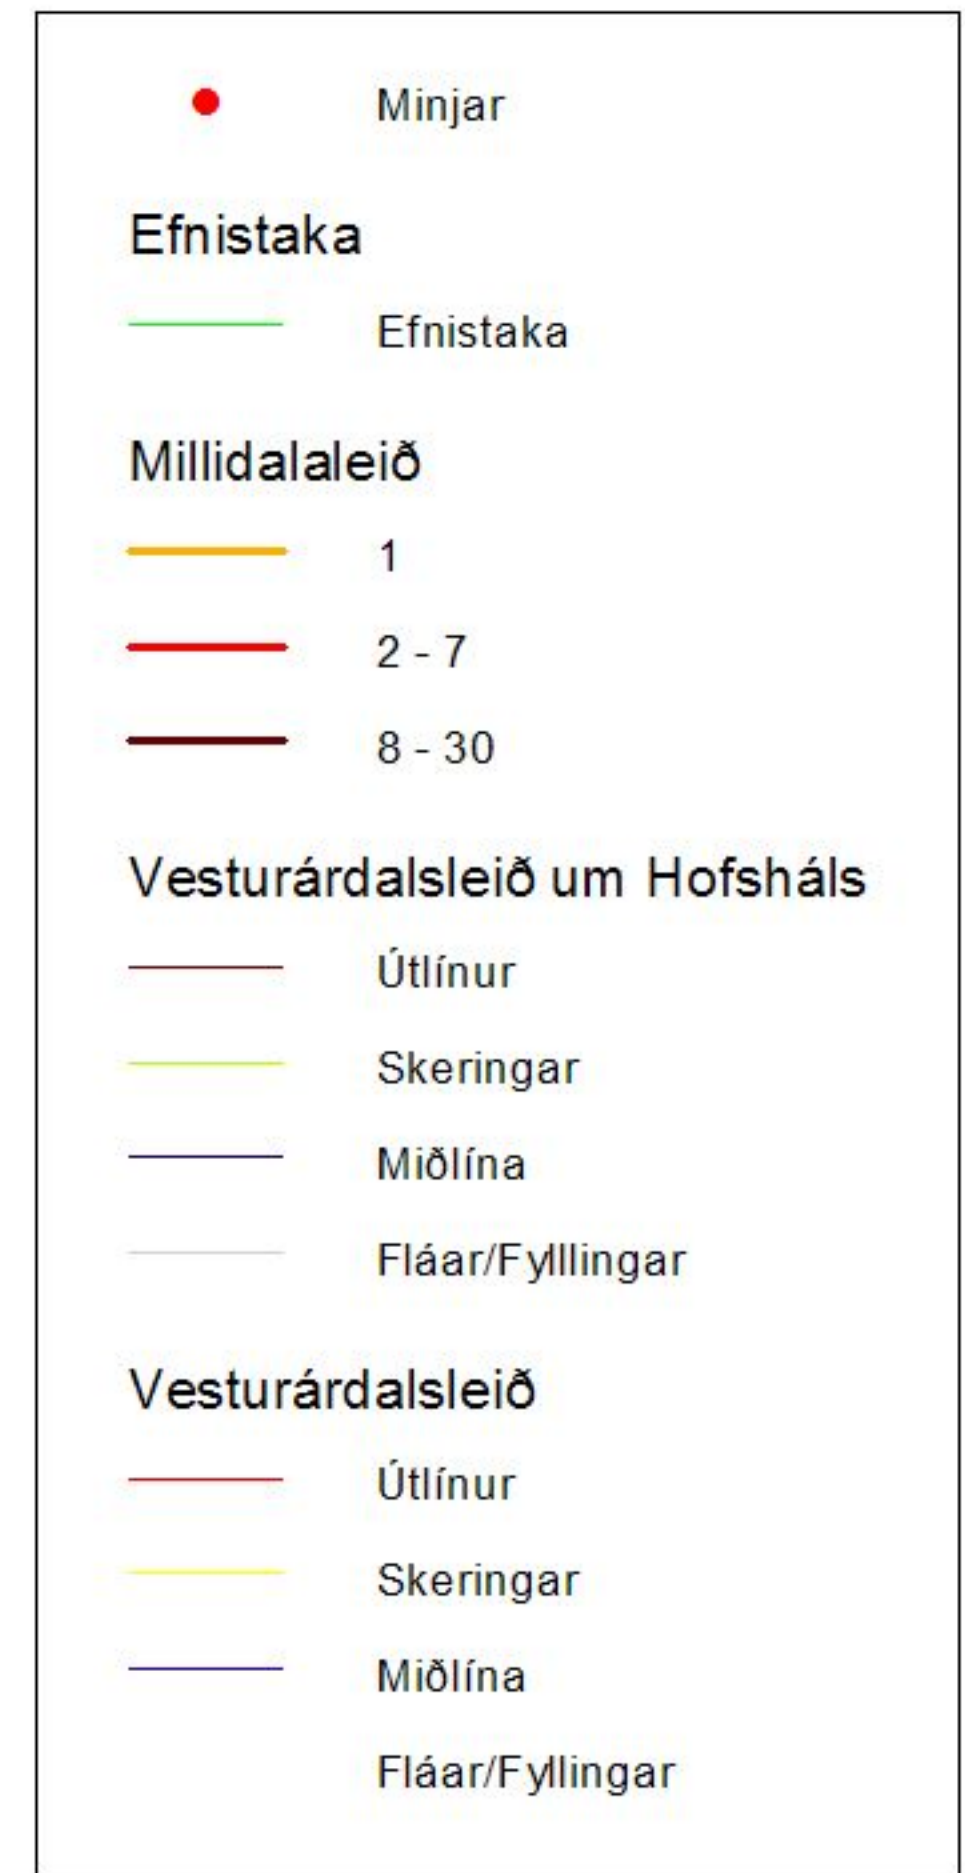 Minjar
Efnistaka
Efnistaka
Millidalaleið
1
2 - 7
8 - 30
Vesturárdalsleið um Hofsháls
Útlínur
Skeringar
Miðlína
Fláar/Fylllingar
Vesturárdalsleið
Útlínur
Skeringar
Miðlína
Fláar/Fyllingar